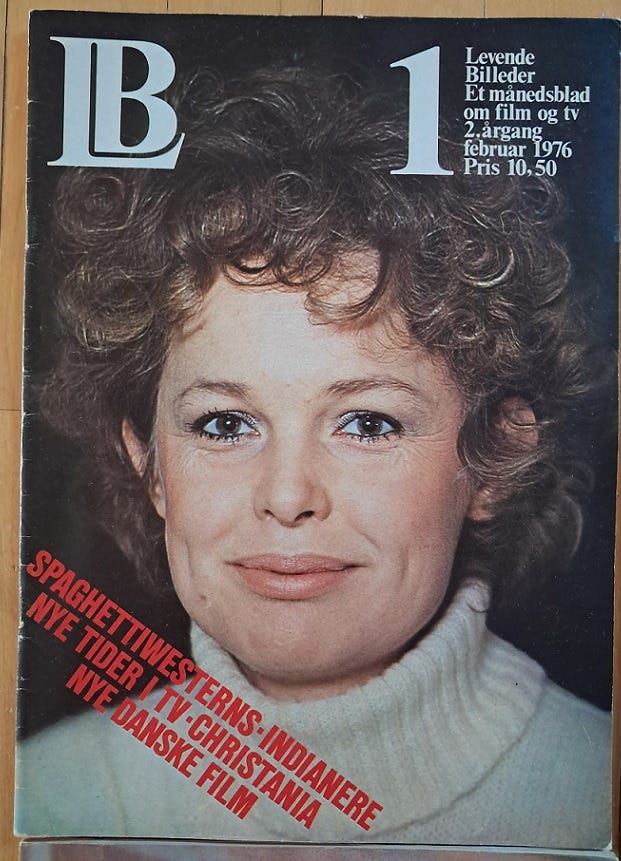 LB
1
Levende
Billeder
Et månedsblad
om film og tv
2. årgang
februar 1976
Pris 10,50
SPAGHETTIWESTERNS·INDIANERE
NYE TIDER I TV·CHRISTANIA
NYE DANSKE FILM